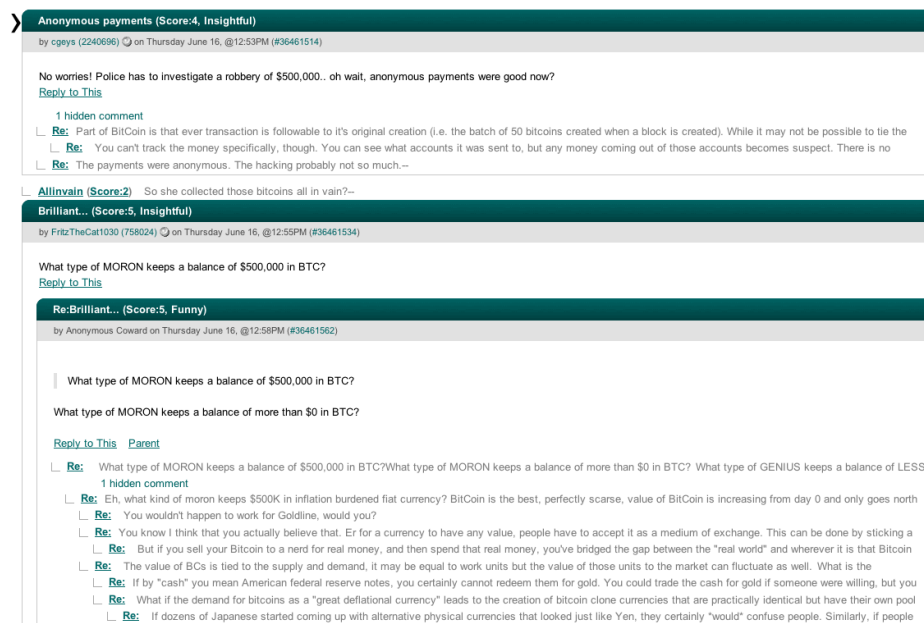 Anonymous payments (Score:4, Insightful)
by cgeys (2240696) on Thursday June 16, @12:53PM (#36461514)
No worries! Police has to investigate a robbery of $500,000.. oh wait, anonymous payments were good now?
Reply to This
1 hidden comment
Re: Part of BitCoin is that ever transaction is followable to it's original creation (i.e. the batch of 50 bitcoins created when a block is created). While it may not be possible to tie the
Re: You can't track the money specifically, though. You can see what accounts it was sent to, but any money coming out of those accounts becomes suspect. There is no
Re: The payments were anonymous. The hacking probably not so much.--
Allinvain (Score:2) So she collected those bitcoins all in vain?--
Brilliant... (Score:5, Insightful)
by FritzTheCat1030 (758024) on Thursday June 16, @12:55PM (#36461534)
What type of MORON keeps a balance of $500,000 in BTC?
Reply to This
Re:Brilliant... (Score:5, Funny)
by Anonymous Coward on Thursday June 16, @12:58PM (#36461562)
What type of MORON keeps a balance of $500,000 in BTC?
What type of MORON keeps a balance of more than $0 in BTC?
Reply to This Parent
Re: What type of MORON keeps a balance of $500,000 in BTC?What type of MORON keeps a balance of more than $0 in BTC? What type of GENIUS keeps a balance of LESS
1 hidden comment
Re: Eh, what kind of moron keeps $500K in inflation burdened fiat currency? BitCoin is the best, perfectly scarse, value of BitCoin is increasing from day 0 and only goes north
Re: You wouldn't happen to work for Goldline, would you?
Re: You know I think that you actually believe that. Er for a currency to have any value, people have to accept it as a medium of exchange. This can be done by sticking a
Re: But if you sell your Bitcoin to a nerd for real money, and then spend that real money, you've bridged the gap between the "real world" and wherever it is that Bitcoin
Re: The value of BCs is tied to the supply and demand, it may be equal to work units but the value of those units to the market can fluctuate as well. What is the
Re: If by "cash" you mean American federal reserve notes, you certainly cannot redeem them for gold. You could trade the cash for gold if someone were willing, but you
Re: What if the demand for bitcoins as a "great deflational currency" leads to the creation of bitcoin clone currencies that are practically identical but have their own pool
Re: If dozens of Japanese started coming up with alternative physical currencies that looked just like Yen, they certainly *would* confuse people. Similarly, if people